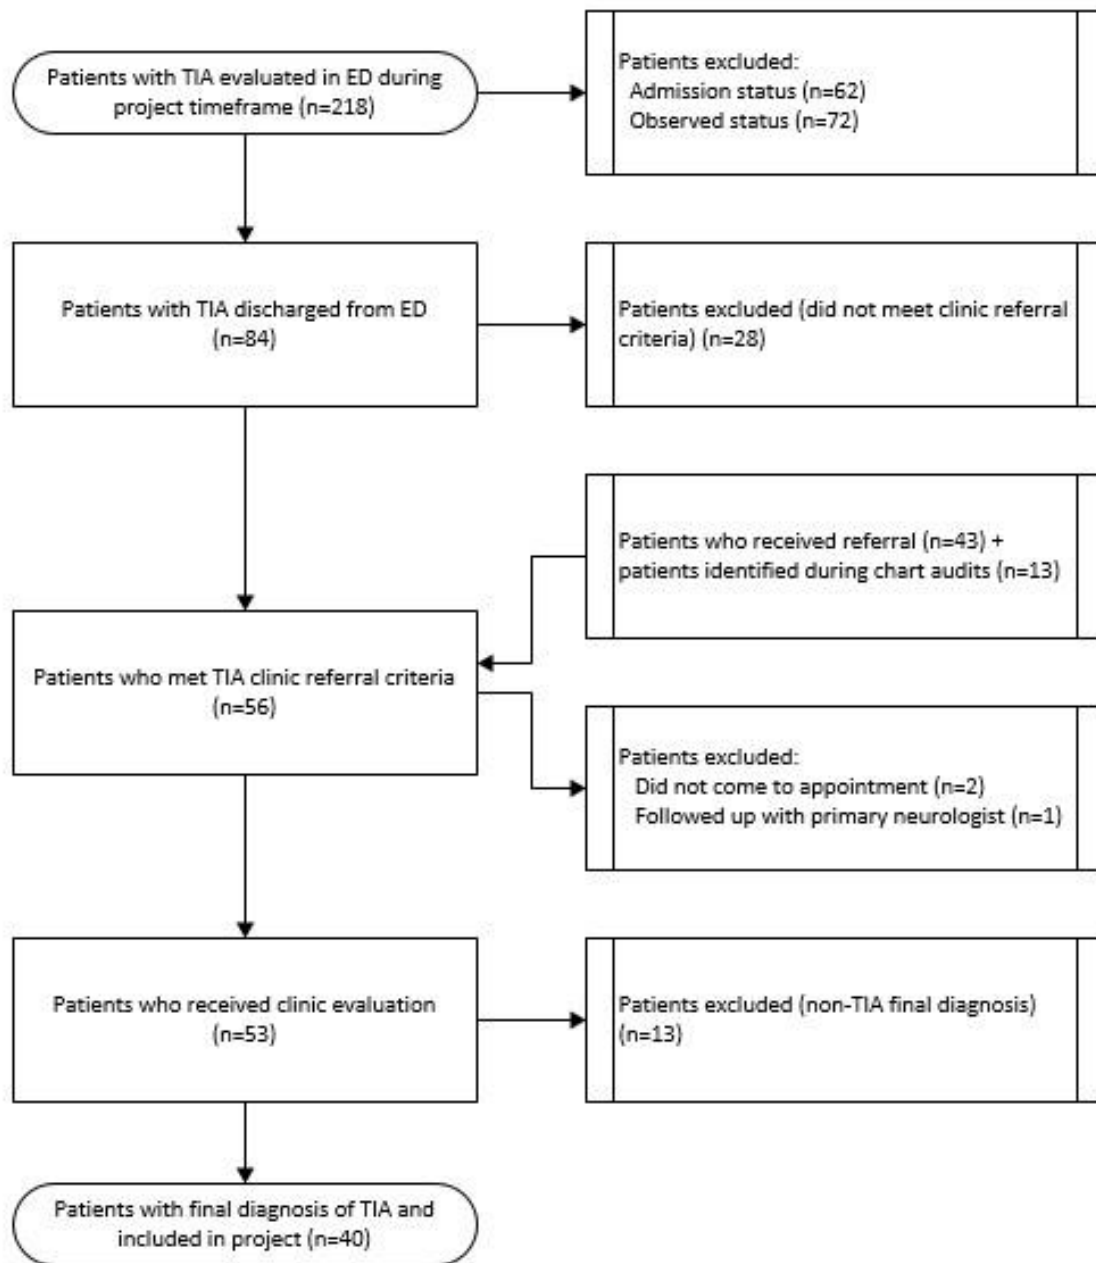 Patients with TIA evaluated in ED during
project timeframe (n=218)
Patients excluded:
Admission status (n=62)
Observed status (n=72)
Patients with TIA discharged from ED
(n=84)
Patients excluded (did not meet clinic referral
criteria) (n=28)
Patients who received referral (n=43) +
patients identified during chart audits (n=13)
Patients who met TIA clinic referral criteria
(n=56)
Patients excluded:
Did not come to appointment (n=2)
Followed up with primary neurologist (n=1)
Patients who received clinic evaluation
(n=53)
Patients excluded (non-TIA final diagnosis)
(n=13)
Patients with final diagnosis of TIA and
included in project (n=40)